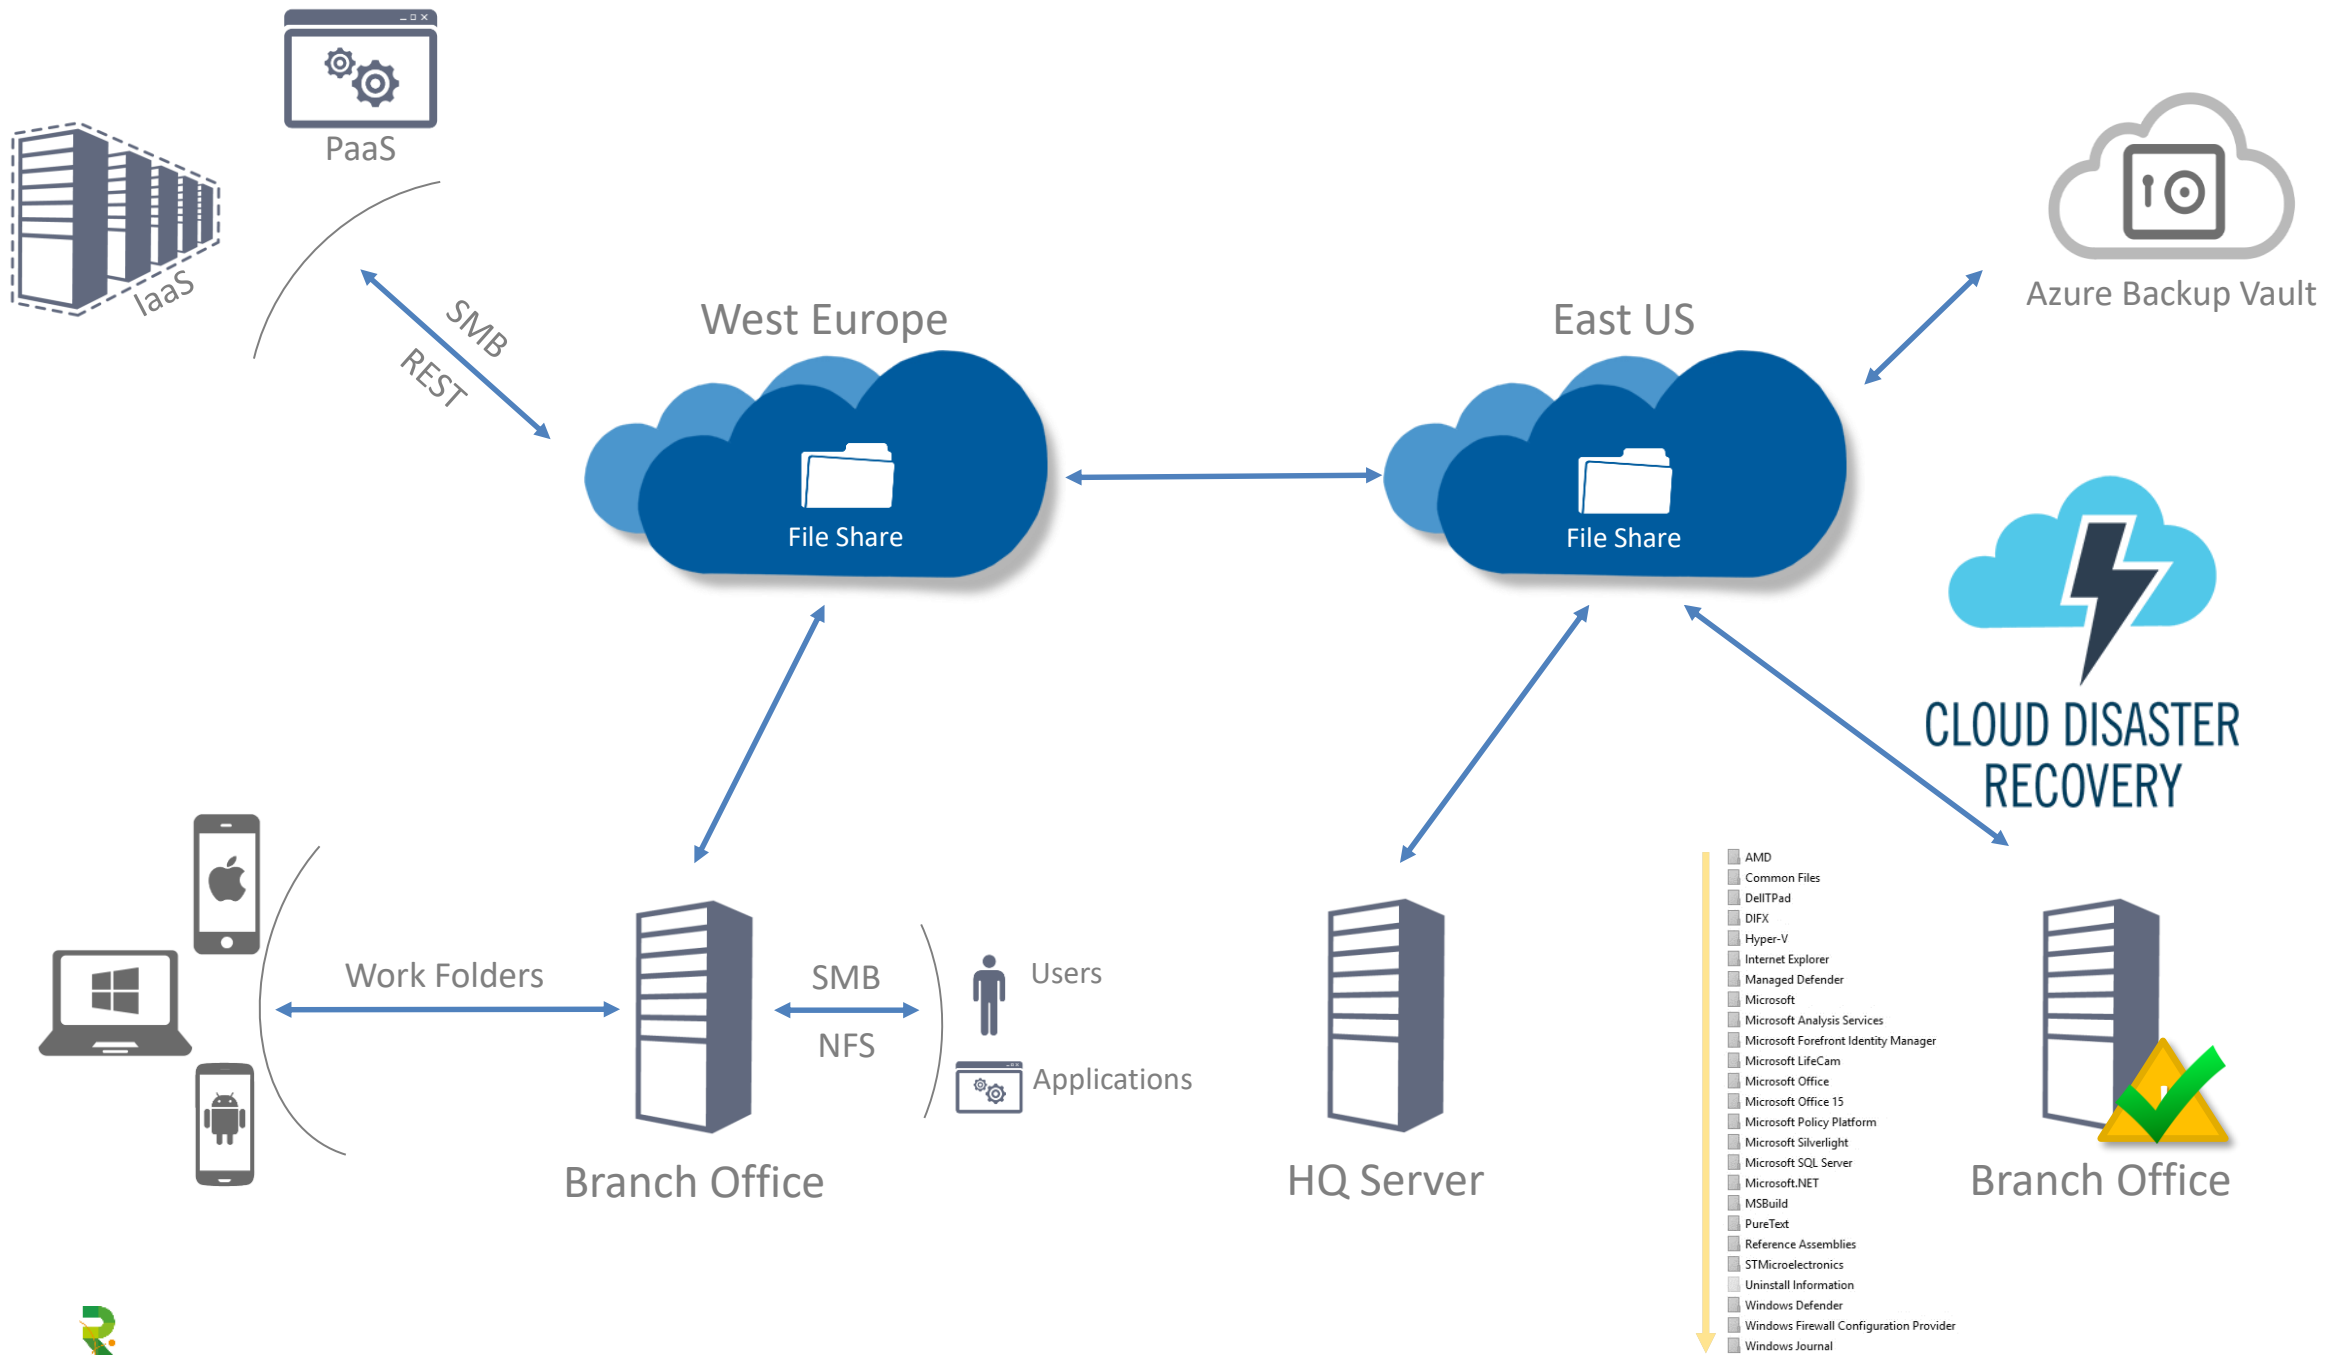 PaaS
IaaS
SMB
REST
West Europe
File Share
East US
File Share
Azure Backup Vault
CLOUD DISASTER
RECOVERY
Work Folders
Branch Office
SMB
NFS
Users
Applications
HQ Server
AMD
Common Files
DellTPad
DIFX
Hyper-V
Internet Explorer
Managed Defender
Microsoft
Microsoft Analysis Services
Microsoft Forefront Identity Manager
Microsoft LifeCam
Microsoft Office
Microsoft Office 15
Microsoft Policy Platform
Microsoft Silverlight
Microsoft SQL Server
Microsoft.NET
MSBuild
PureText
Reference Assemblies
STMicroelectronics
Uninstall Information
Windows Defender
Windows Firewall Configuration Provider
Windows Journal
Branch Office